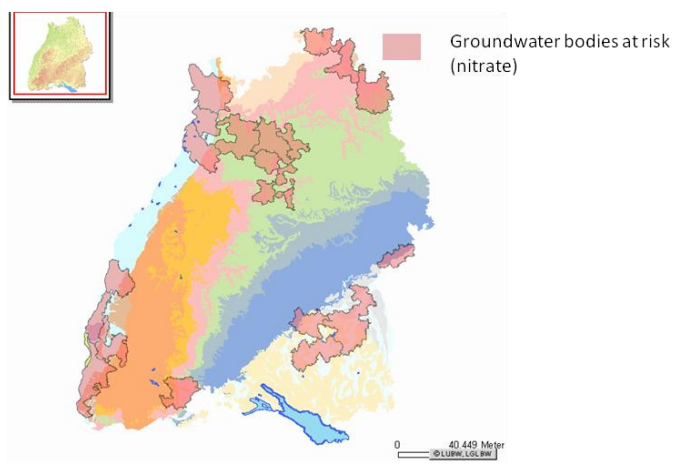 Groundwater bodies at risk
(nitrate)
0 40.449 Meter
© LUBW, LGL BW